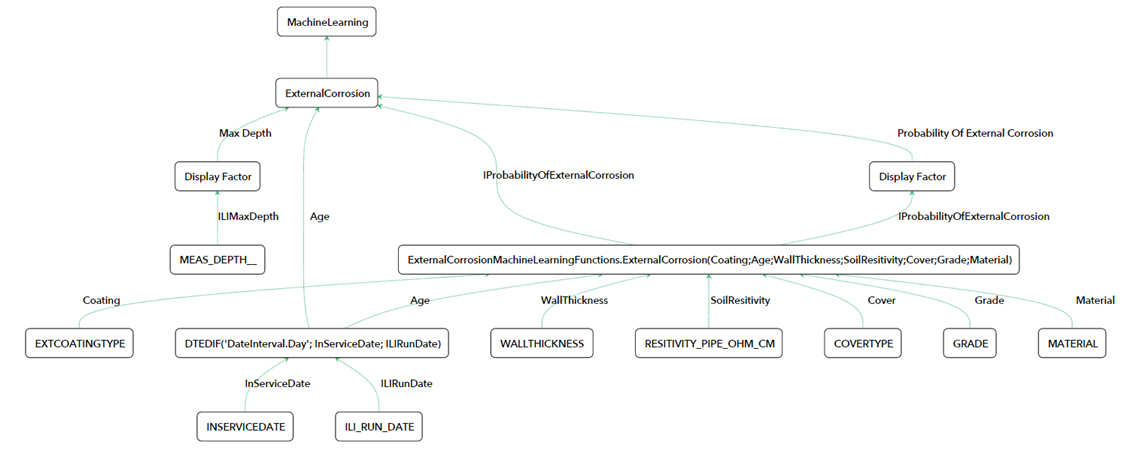 MachineLearning
ExternalCorrosion
Max Depth
Probability Of External Corrosion
Display Factor
IProbabilityOfExternalCorrosion
Display Factor
ILIMaxDepth
Age
IProbabilityOfExternalCorrosion
MEAS_DEPTH__
ExternalCorrosionMachineLearningFunctions.ExternalCorrosion(Coating;Age;WallThickness;SoilResitivity;Cover;Grade;Material)
Coating
Age
WallThickness
SoilResitivity
Cover
Grade
Material
EXTCOATINGTYPE
DTEDIF('DateInterval.Day'; InServiceDate; ILIRunDate)
WALLTHICKNESS
RESITIVITY_PIPE_OHM_CM
COVERTYPE
GRADE
MATERIAL
InServiceDate
ILIRunDate
INSERVICEDATE
ILI_RUN_DATE